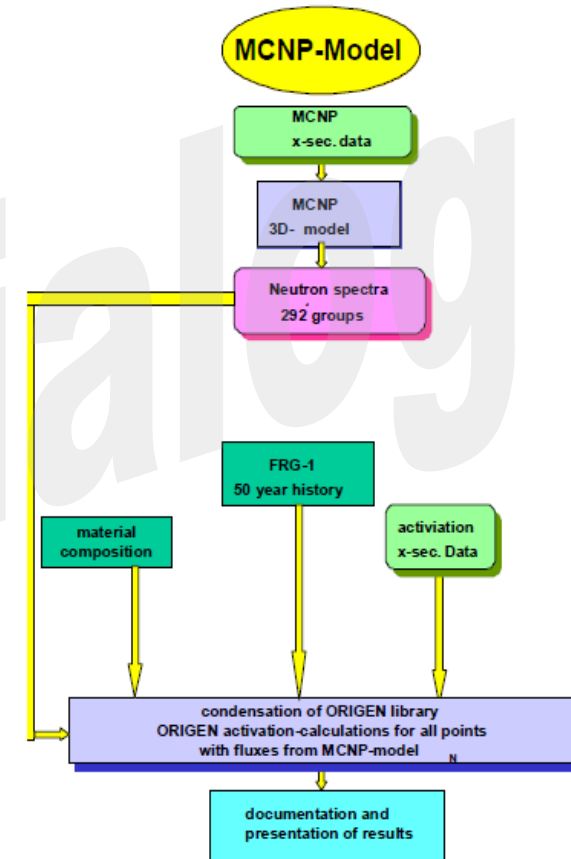 MCNP-Model
MCNP
x-sec. data
MCNP
3D- model
Neutron spectra
292 groups
FRG-1
50 year history
material
composition
activiation
x-sec. Data
condensation of ORIGEN library
ORIGEN activation-calculations for all points
with fluxes from MCNP-model
N
documentation and
presentation of results
ialog